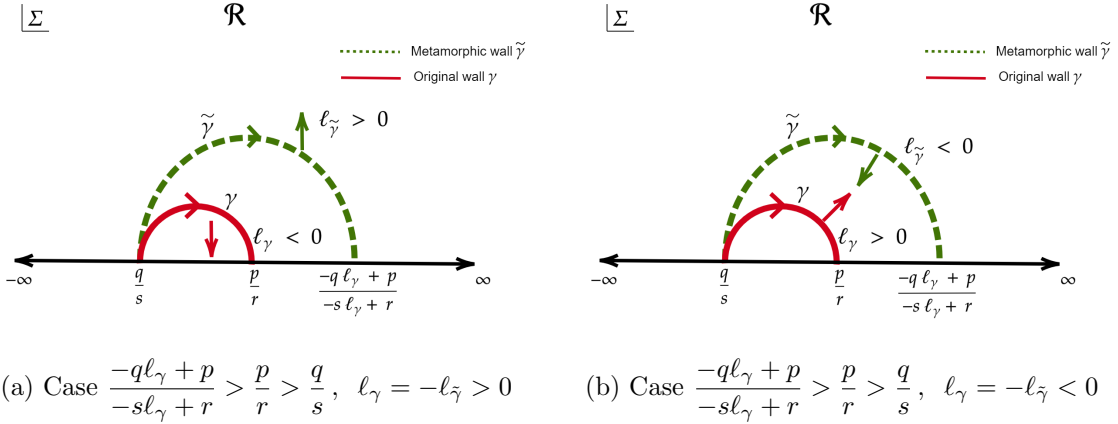 Σ
ℛ
Metamorphic wall γ̃
Original wall γ
γ̃
ℓ_γ̃ > 0
γ
ℓ_γ < 0
−∞
q/s
p/r
(−q ℓ_γ + p)/(−s ℓ_γ + r)
∞
(a) Case (−qℓ_γ + p)/(−sℓ_γ + r) > p/r > q/s , ℓ_γ = −ℓ_γ̃ > 0
Σ
ℛ
Metamorphic wall γ̃
Original wall γ
γ̃
ℓ_γ̃ < 0
γ
ℓ_γ > 0
−∞
q/s
p/r
(−q ℓ_γ + p)/(−s ℓ_γ + r)
∞
(b) Case (−qℓ_γ + p)/(−sℓ_γ + r) > p/r > q/s , ℓ_γ = −ℓ_γ̃ < 0